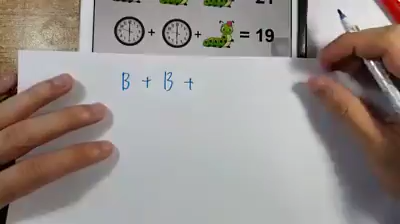 21
+ + = 19
B + B +